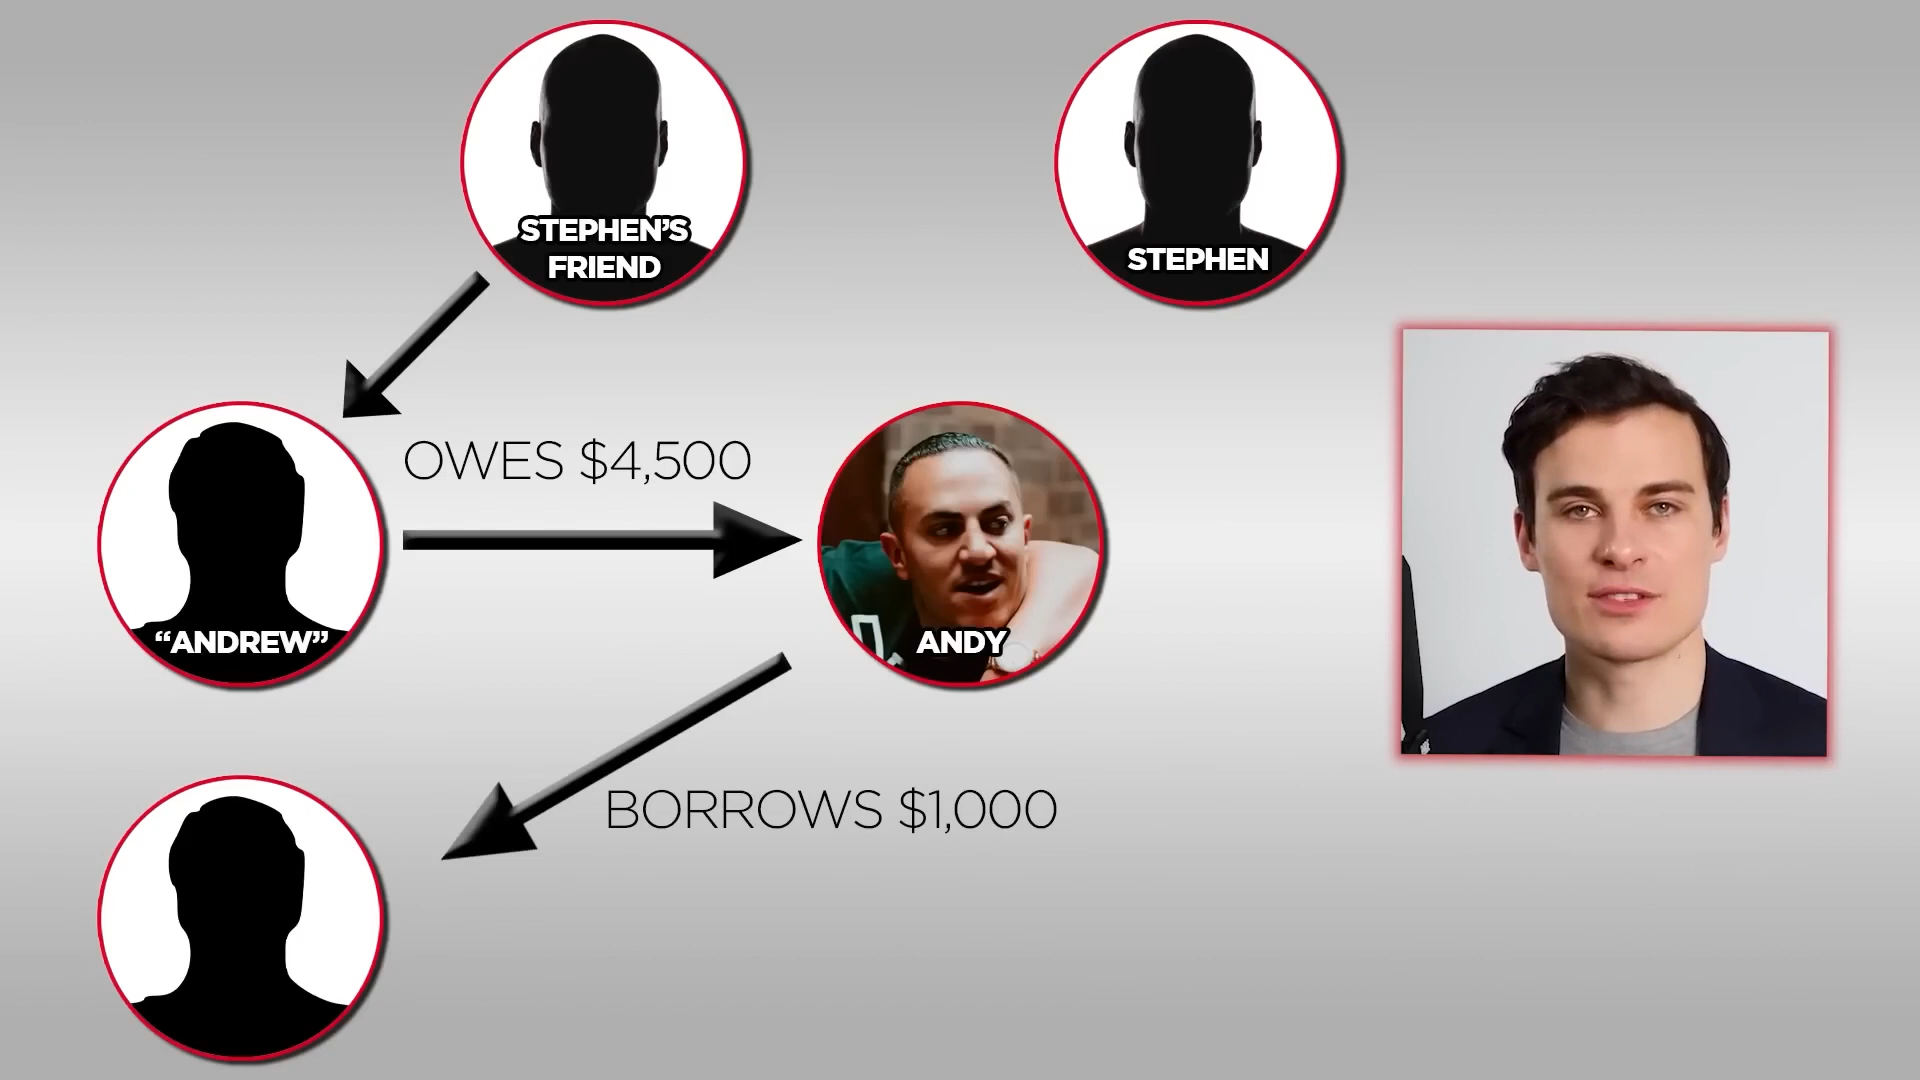 STEPHEN'S
FRIEND
STEPHEN
OWES $4,500
“ANDREW”
ANDY
BORROWS $1,000